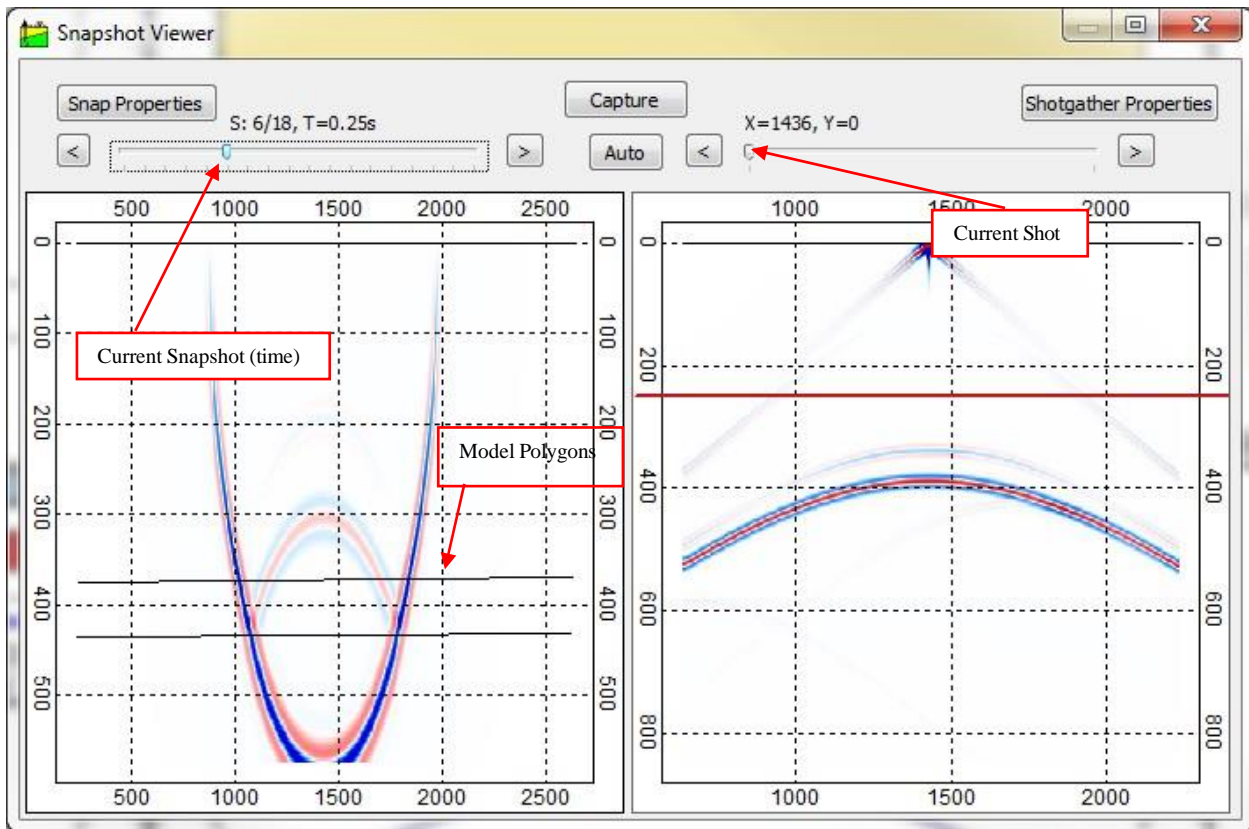 Snapshot Viewer
Snap Properties
Capture
Shotgather Properties
S: 6/18, T=0.25s
X=1436, Y=0
<
>
Auto
<
>
500 1000 1500 2000 2500
1000 1500 2000
0
100
200
300
400
500
0
100
200
300
400
500
0
200
400
600
800
0
200
400
600
800
Current Snapshot (time)
Model Polygons
Current Shot
500 1000 1500 2000 2500
1000 1500 2000